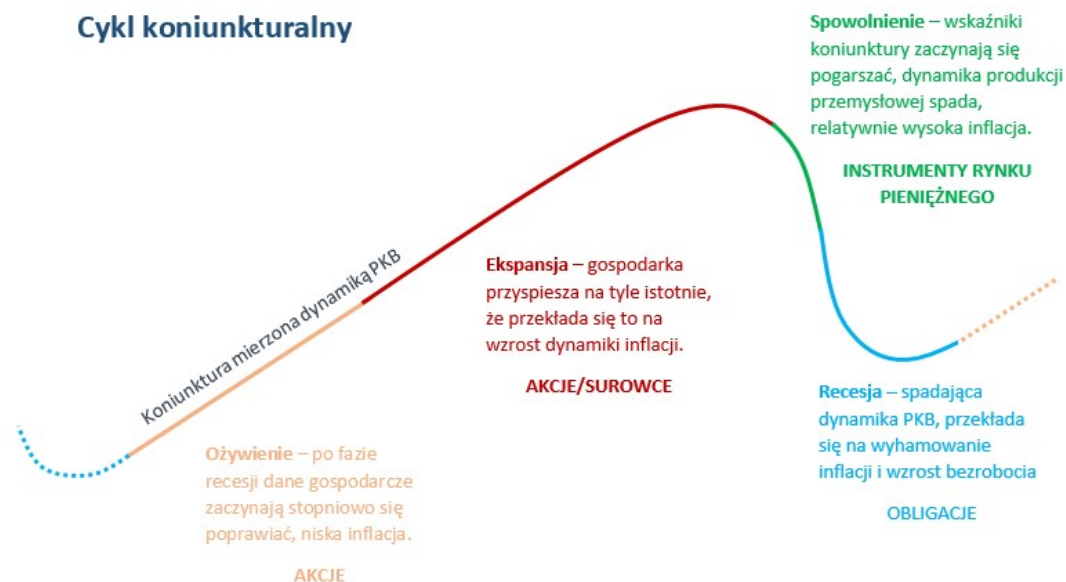 Cykl koniunkturalny
Spowolnienie – wskaźniki
koniunktury zaczynają się
pogarszać, dynamika produkcji
przemysłowej spada,
relatywnie wysoka inflacja.
INSTRUMENTY RYNKU
PIENIĘŻNEGO
Koniunktura mierzona dynamiką PKB
Ekspansja – gospodarka
przyspiesza na tyle istotnie,
że przekłada się to na
wzrost dynamiki inflacji.
AKCJE/SUROWCE
Recesja – spadająca
dynamika PKB, przekłada
się na wyhamowanie
inflacji i wzrost bezrobocia
OBLIGACJE
Ożywienie – po fazie
recesji dane gospodarcze
zaczynają stopniowo się
poprawiać, niska inflacja.
AKCJE